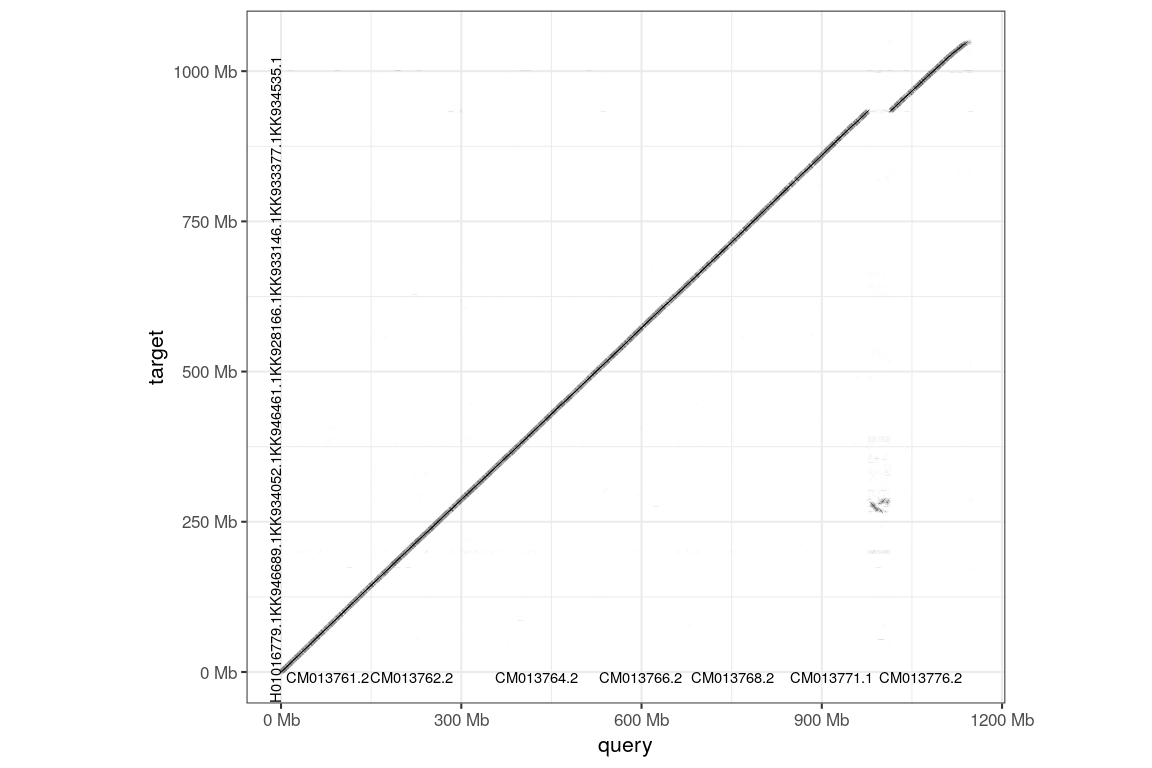 1000 Mb
750 Mb
500 Mb
250 Mb
0 Mb
target
H01016779.1KK946689.1KK934052.1KK946461.1KK928166.1KK933146.1KK933377.1KK934535.1
CM013761.2CM013762.2 CM013764.2 CM013766.2 CM013768.2 CM013771.1 CM013776.2
0 Mb 300 Mb 600 Mb 900 Mb 1200 Mb
query